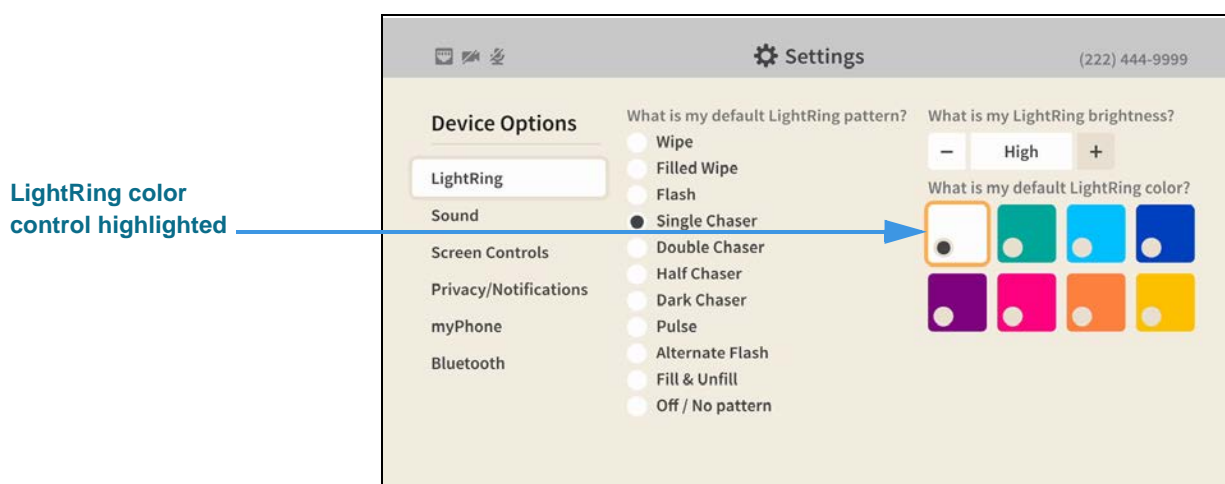 Settings
(222) 444-9999
LightRing color
control highlighted
Device Options
LightRing
Sound
Screen Controls
Privacy/Notifications
myPhone
Bluetooth
What is my default LightRing pattern?
Wipe
Filled Wipe
Flash
Single Chaser
Double Chaser
Half Chaser
Dark Chaser
Pulse
Alternate Flash
Fill & Unfill
Off / No pattern
What is my LightRing brightness?
− High +
What is my default LightRing color?